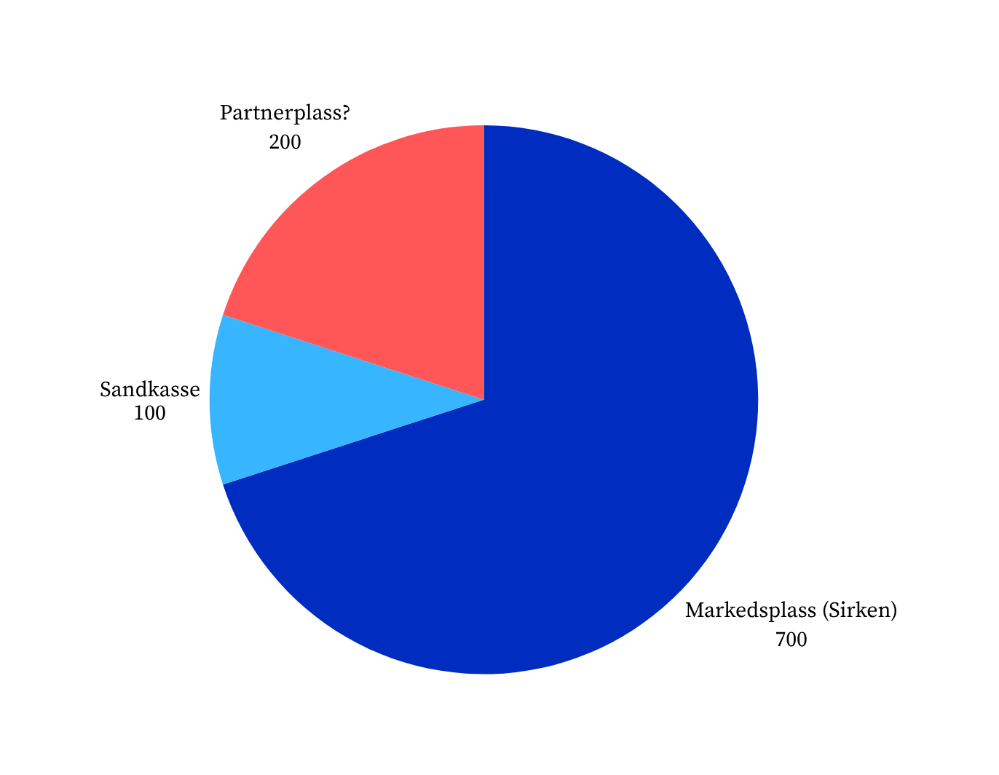 Partnerplass?
200
Sandkasse
100
Markedsplass (Sirken)
700